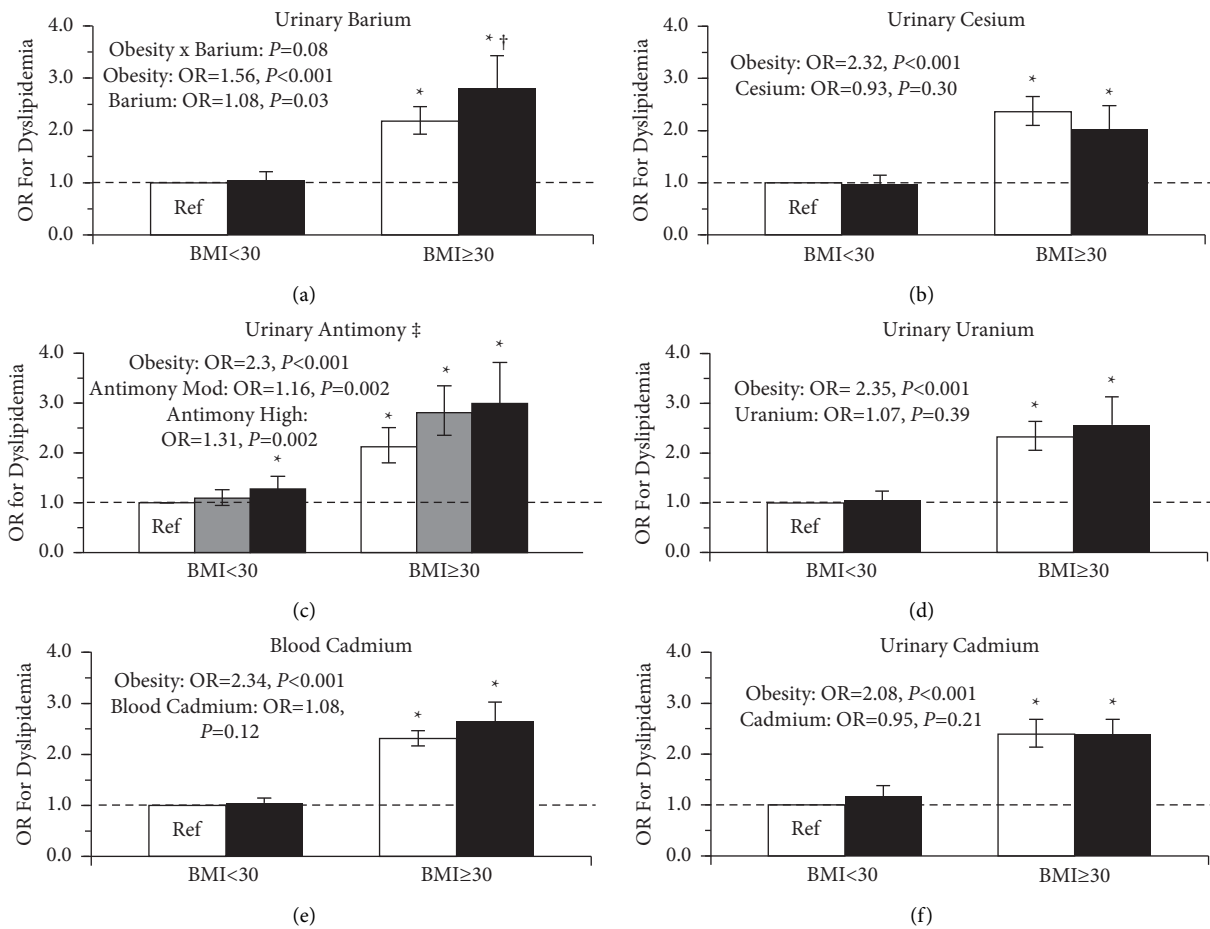 Urinary Barium
OR For Dyslipidemia
4.0
3.0
2.0
1.0
0.0
Obesity x Barium: P=0.08
Obesity: OR=1.56, P<0.001
Barium: OR=1.08, P=0.03
Ref
*
* †
BMI<30
BMI≥30
(a)
Urinary Cesium
OR For Dyslipidemia
4.0
3.0
2.0
1.0
0.0
Obesity: OR=2.32, P<0.001
Cesium: OR=0.93, P=0.30
Ref
*
*
BMI<30
BMI≥30
(b)
Urinary Antimony ‡
OR for Dyslipidemia
4.0
3.0
2.0
1.0
0.0
Obesity: OR=2.3, P<0.001
Antimony Mod: OR=1.16, P=0.002
Antimony High:
OR=1.31, P=0.002
Ref
*
*
*
*
BMI<30
BMI≥30
(c)
Urinary Uranium
OR For Dyslipidemia
4.0
3.0
2.0
1.0
0.0
Obesity: OR= 2.35, P<0.001
Uranium: OR=1.07, P=0.39
Ref
*
*
BMI<30
BMI≥30
(d)
Blood Cadmium
OR For Dyslipidemia
4.0
3.0
2.0
1.0
0.0
Obesity: OR=2.34, P<0.001
Blood Cadmium: OR=1.08,
P=0.12
Ref
*
*
BMI<30
BMI≥30
(e)
Urinary Cadmium
OR For Dyslipidemia
4.0
3.0
2.0
1.0
0.0
Obesity: OR=2.08, P<0.001
Cadmium: OR=0.95, P=0.21
Ref
*
*
BMI<30
BMI≥30
(f)